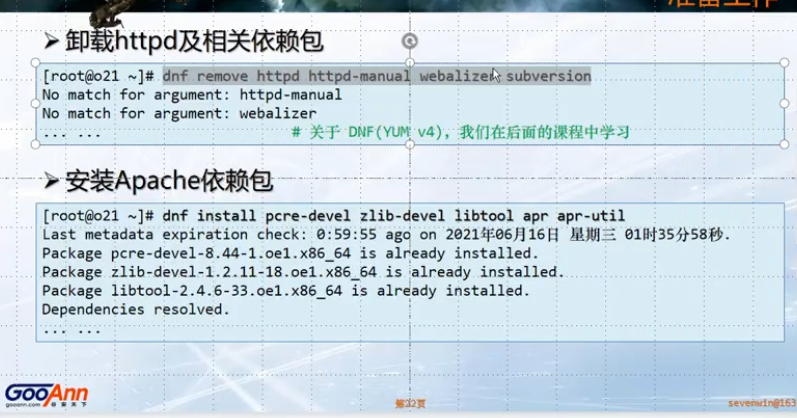 准备工作
➢ 卸载httpd及相关依赖包
[root@o21 ~]# dnf remove httpd httpd-manual webalizer subversion
No match for argument: httpd-manual
No match for argument: webalizer
... ... # 关于 DNF(YUM v4)，我们在后面的课程中学习
➢ 安装Apache依赖包
[root@o21 ~]# dnf install pcre-devel zlib-devel libtool apr apr-util
Last metadata expiration check: 0:59:55 ago on 2021年06月16日 星期三 01时35分58秒.
Package pcre-devel-8.44-1.oe1.x86_64 is already installed.
Package zlib-devel-1.2.11-18.oe1.x86_64 is already installed.
Package libtool-2.4.6-33.oe1.x86_64 is already installed.
Dependencies resolved.
... ...
GooAnn
gooann.com 谷安天下
第32页
sevenwin@163